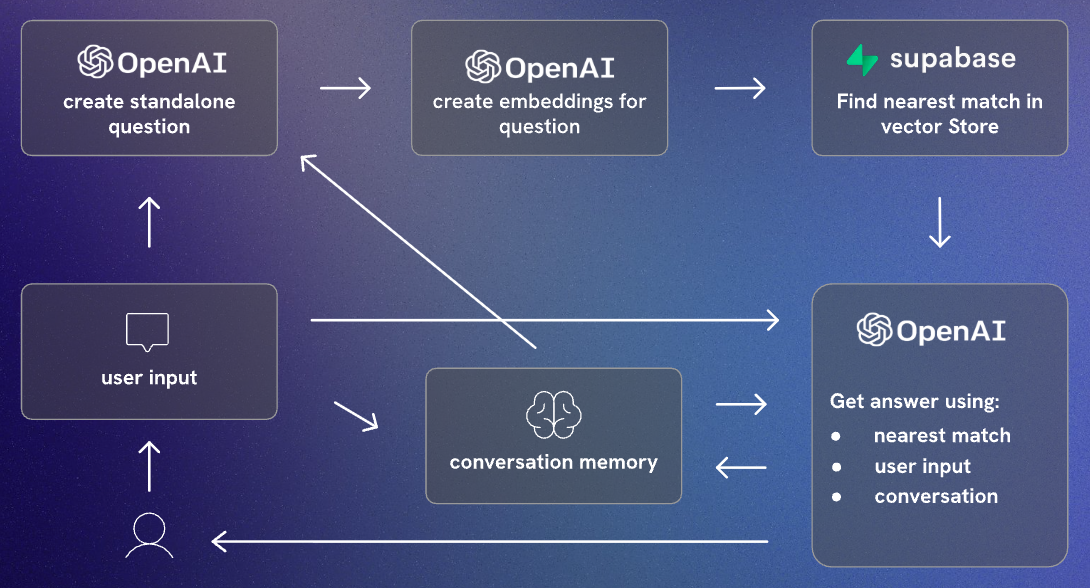 OpenAI
create standalone
question
OpenAI
create embeddings for
question
supabase
Find nearest match in
vector Store
user input
conversation memory
OpenAI
Get answer using:
● nearest match
● user input
● conversation